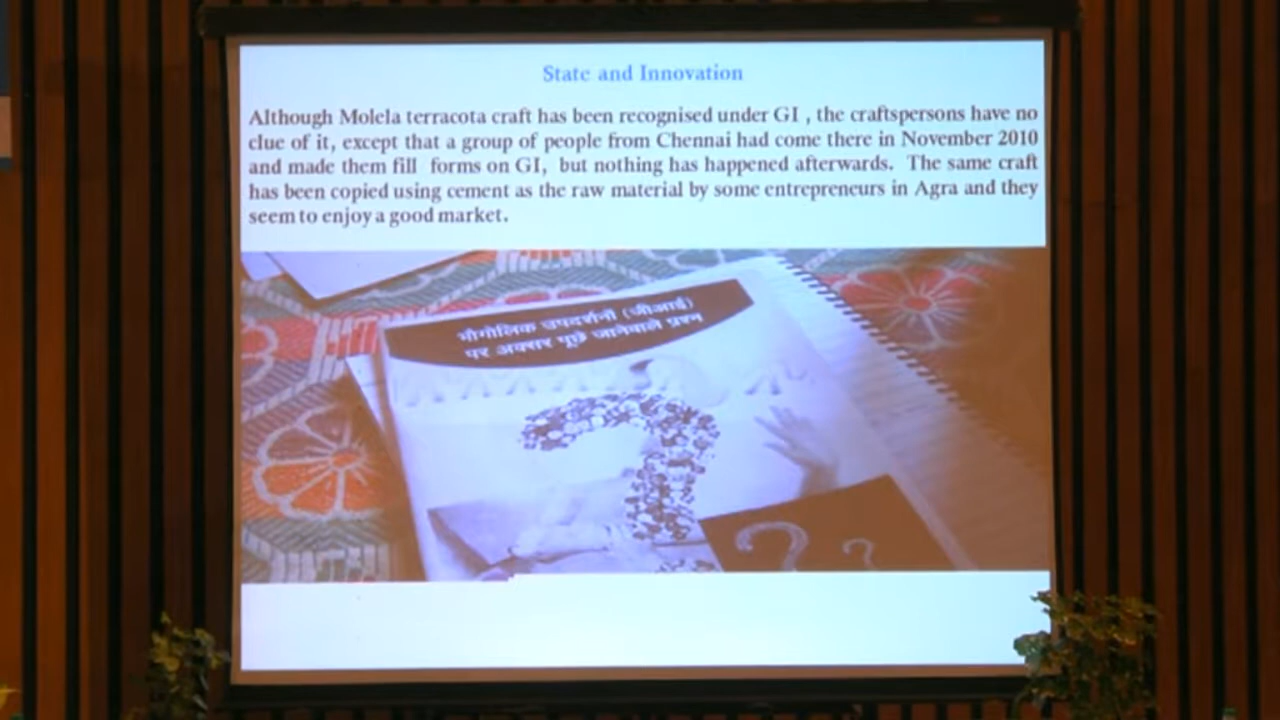 State and Innovation
Although Molela terracota craft has been recognised under GI , the craftspersons have no
clue of it, except that a group of people from Chennai had come there in November 2010
and made them fill forms on GI, but nothing has happened afterwards. The same craft
has been copied using cement as the raw material by some entrepreneurs in Agra and they
seem to enjoy a good market.
भौगोलिक उपदर्शनी (जीआई)
पर अक्सर पूछे जानेवाले प्रश्न
?
? ?